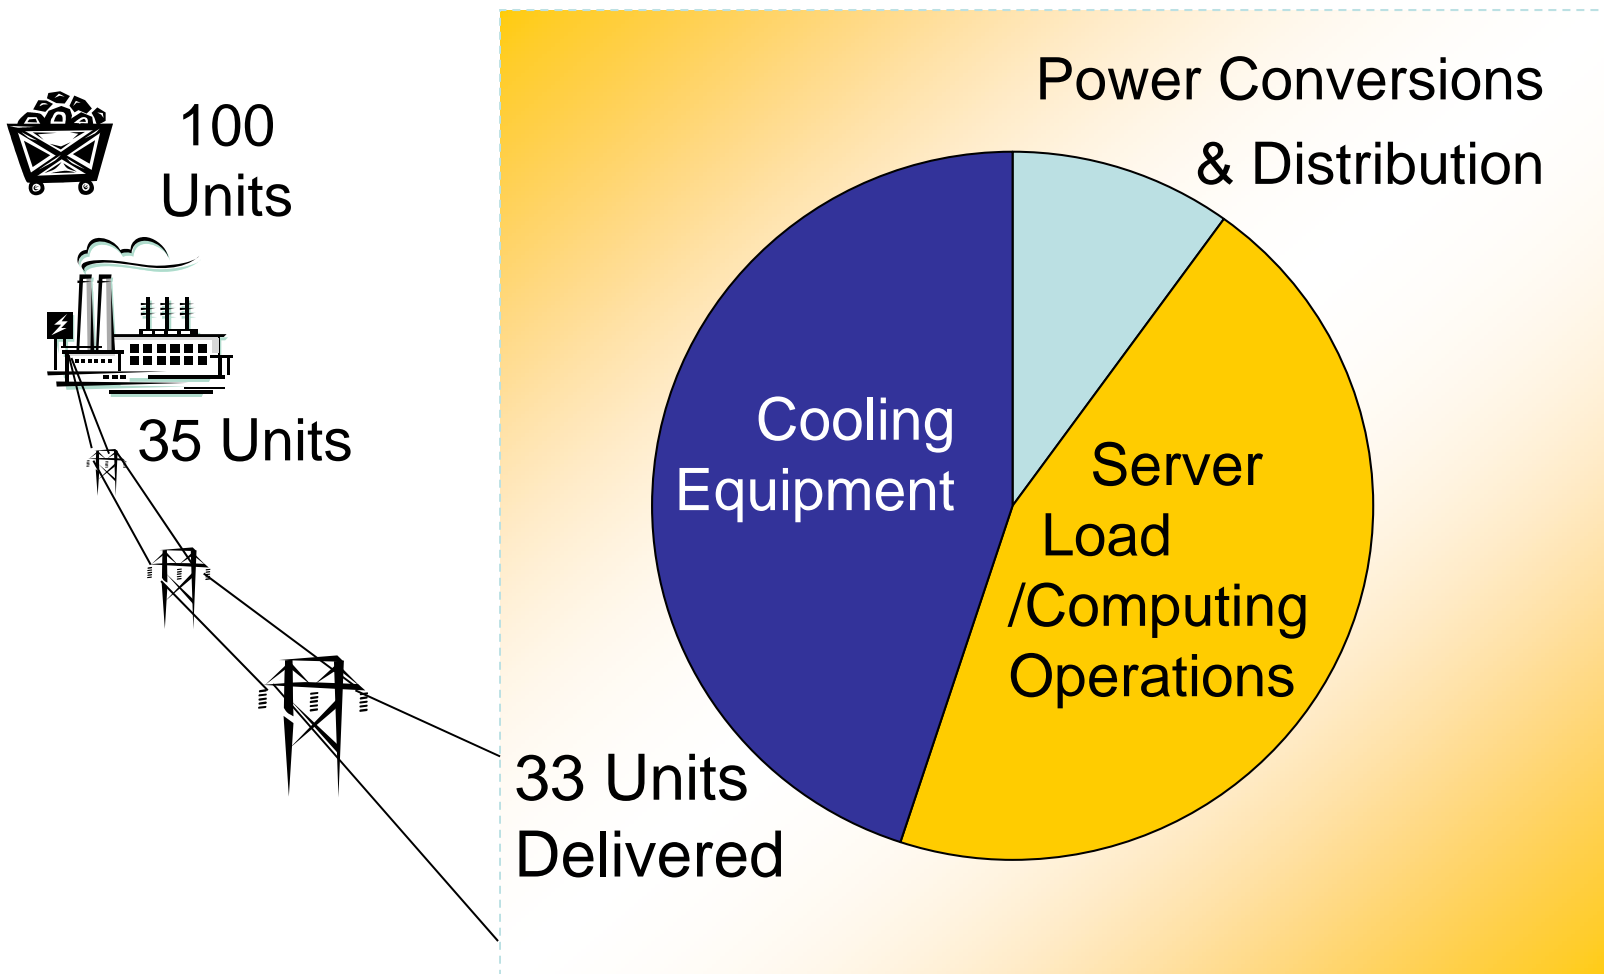 100
Units
35 Units
33 Units
Delivered
Power Conversions
& Distribution
Cooling
Equipment
Server
Load
/Computing
Operations